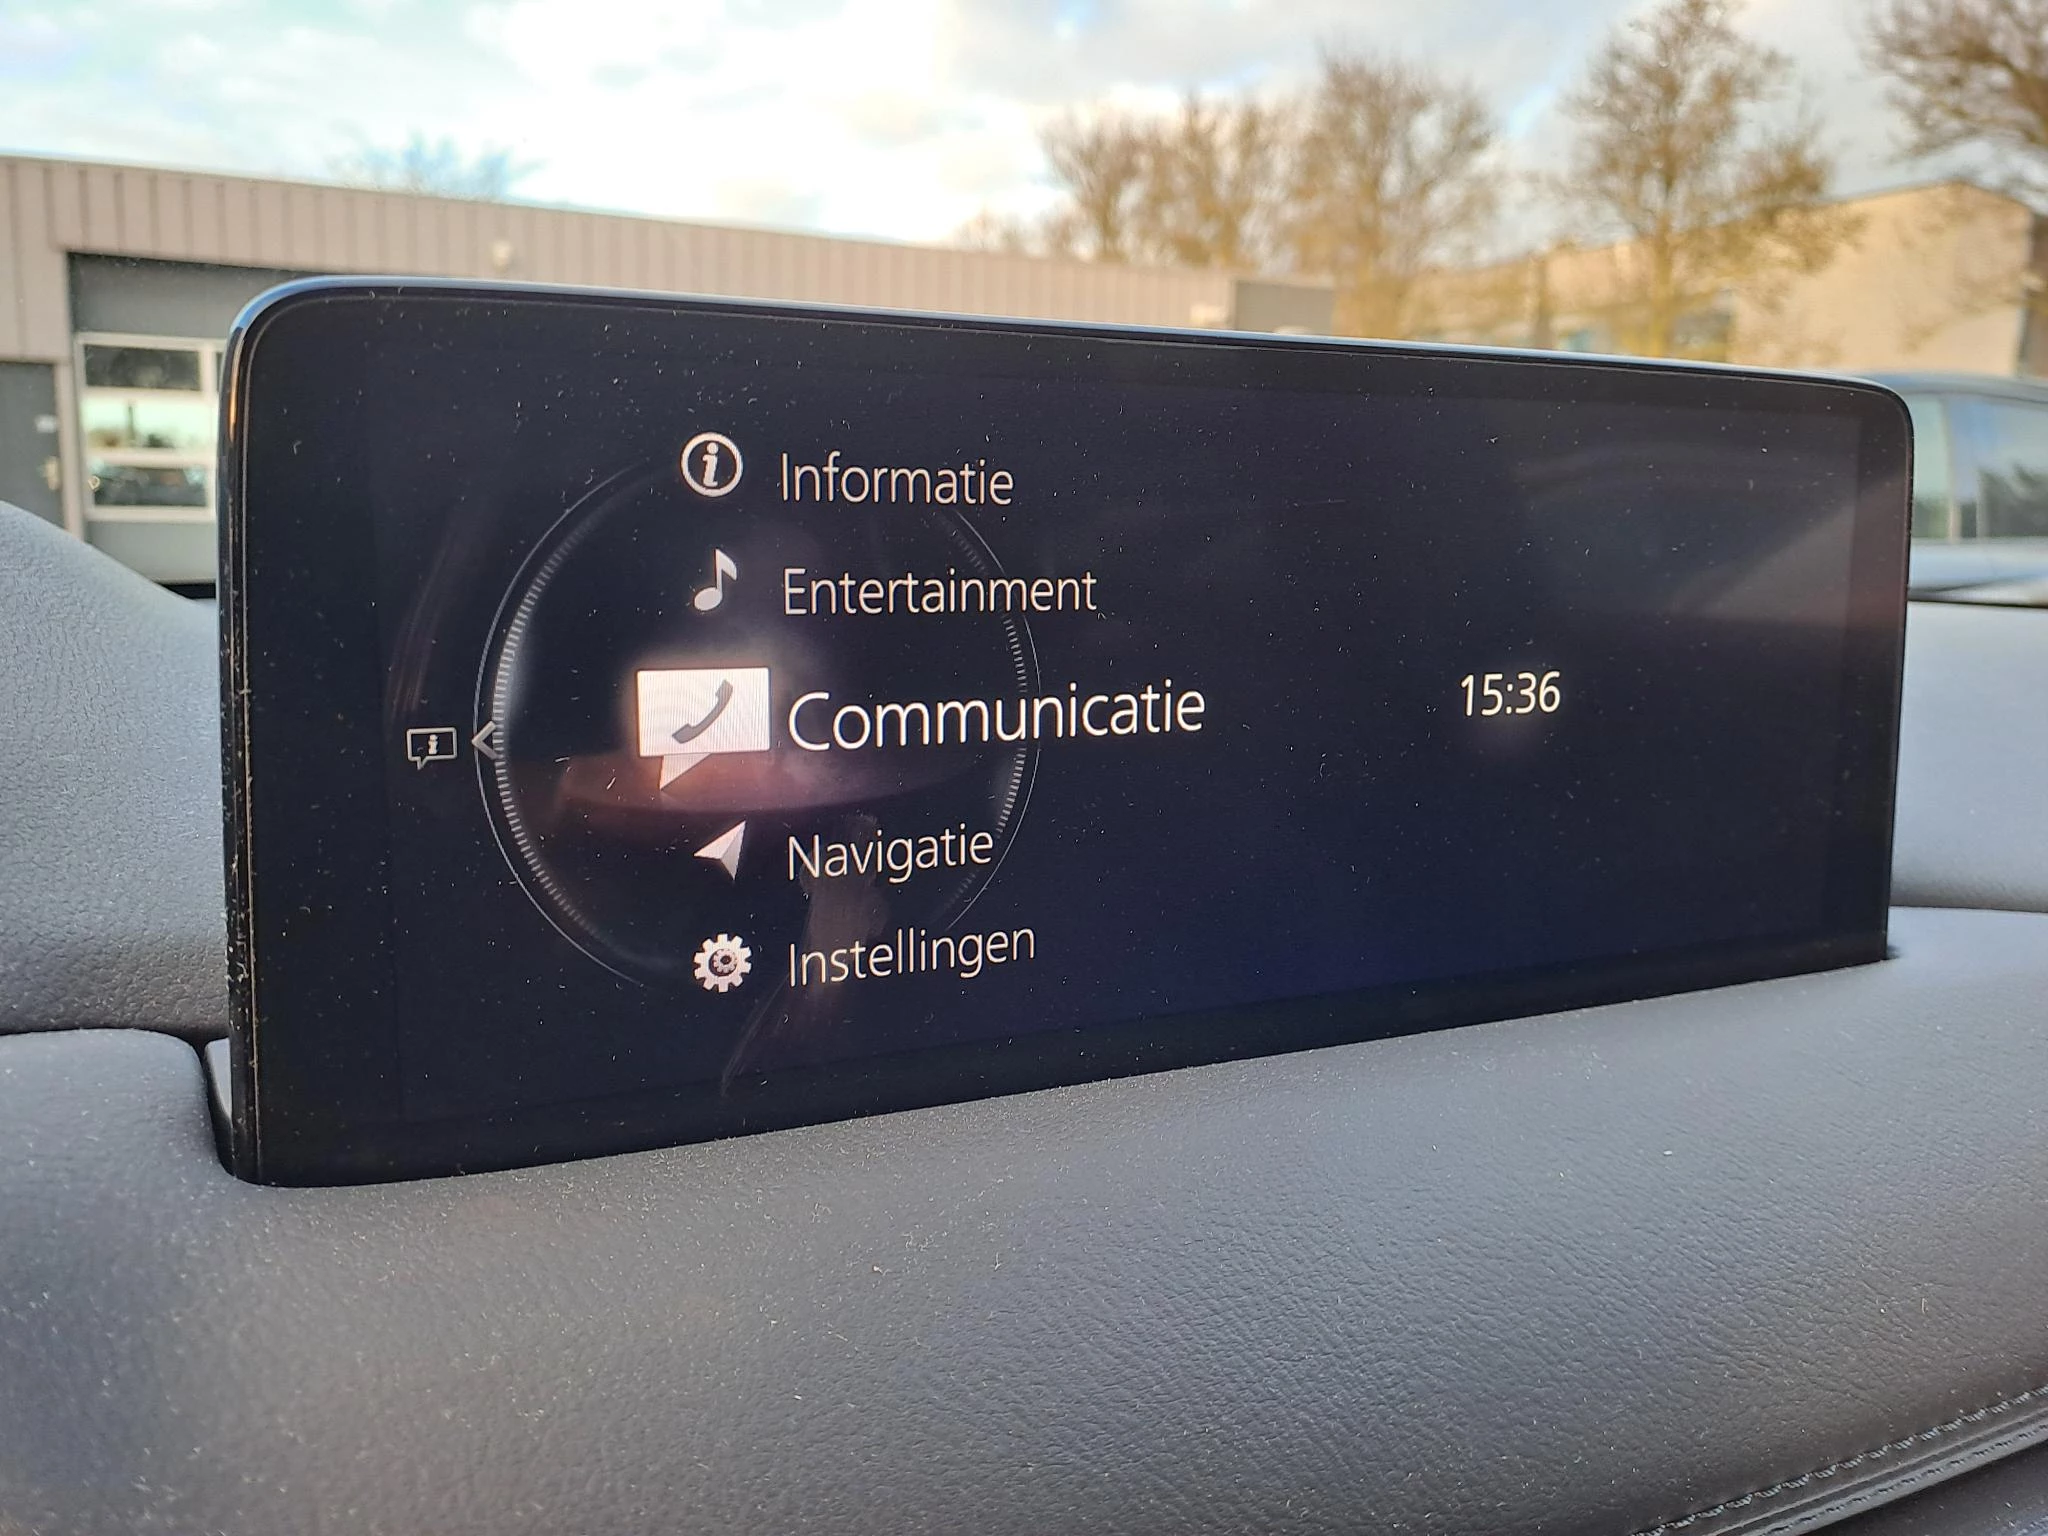 Informatie
Entertainment
Communicatie
15:36
Navigatie
Instellingen